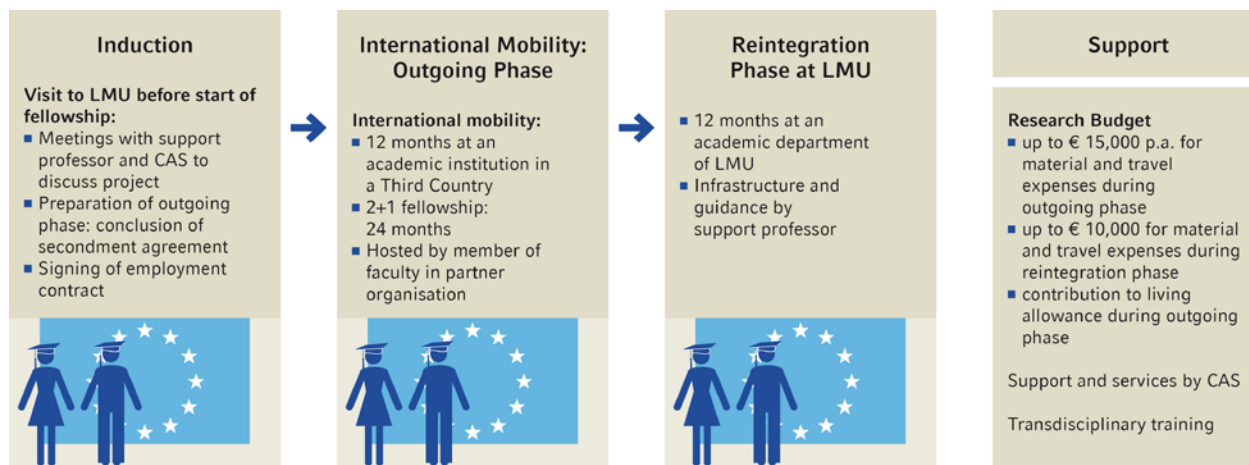 Induction
Visit to LMU before start of
fellowship:
■ Meetings with support
professor and CAS to
discuss project
■ Preparation of outgoing
phase: conclusion of
secondment agreement
■ Signing of employment
contract
International Mobility:
Outgoing Phase
International mobility:
■ 12 months at an
academic institution in
a Third Country
■ 2+1 fellowship:
24 months
■ Hosted by member of
faculty in partner
organisation
Reintegration
Phase at LMU
■ 12 months at an
academic department
of LMU
■ Infrastructure and
guidance by
support professor
Support
Research Budget
■ up to € 15,000 p.a. for
material and travel
expenses during
outgoing phase
■ up to € 10,000 for material
and travel expenses during
reintegration phase
■ contribution to living
allowance during outgoing
phase
Support and services by CAS
Transdisciplinary training